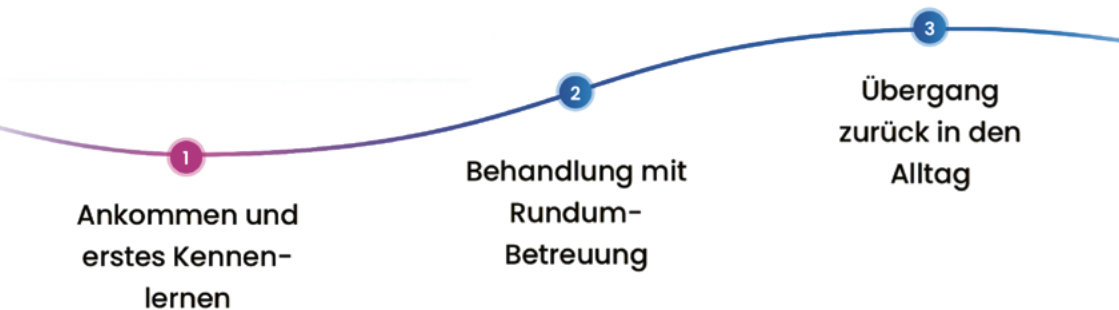 1
Ankommen und
erstes Kennen-
lernen
2
Behandlung mit
Rundum-
Betreuung
3
Übergang
zurück in den
Alltag